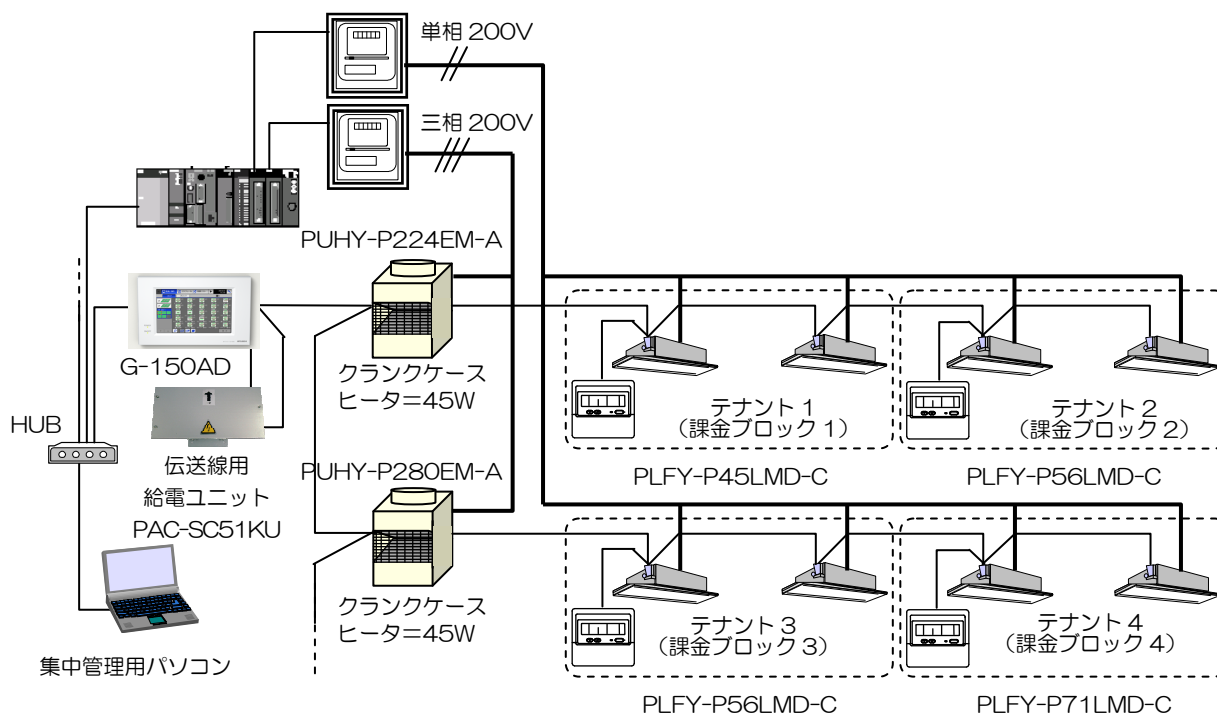 単相 200V
三相 200V
PUHY-P224EM-A
G-150AD
クランクケース
ヒータ=45W
テナント 1
（課金ブロック 1）
テナント 2
（課金ブロック 2）
HUB
伝送線用
給電ユニット
PAC-SC51KU
PUHY-P280EM-A
PLFY-P45LMD-C
PLFY-P56LMD-C
クランクケース
ヒータ=45W
テナント 3
（課金ブロック 3）
テナント 4
（課金ブロック 4）
集中管理用パソコン
PLFY-P56LMD-C
PLFY-P71LMD-C